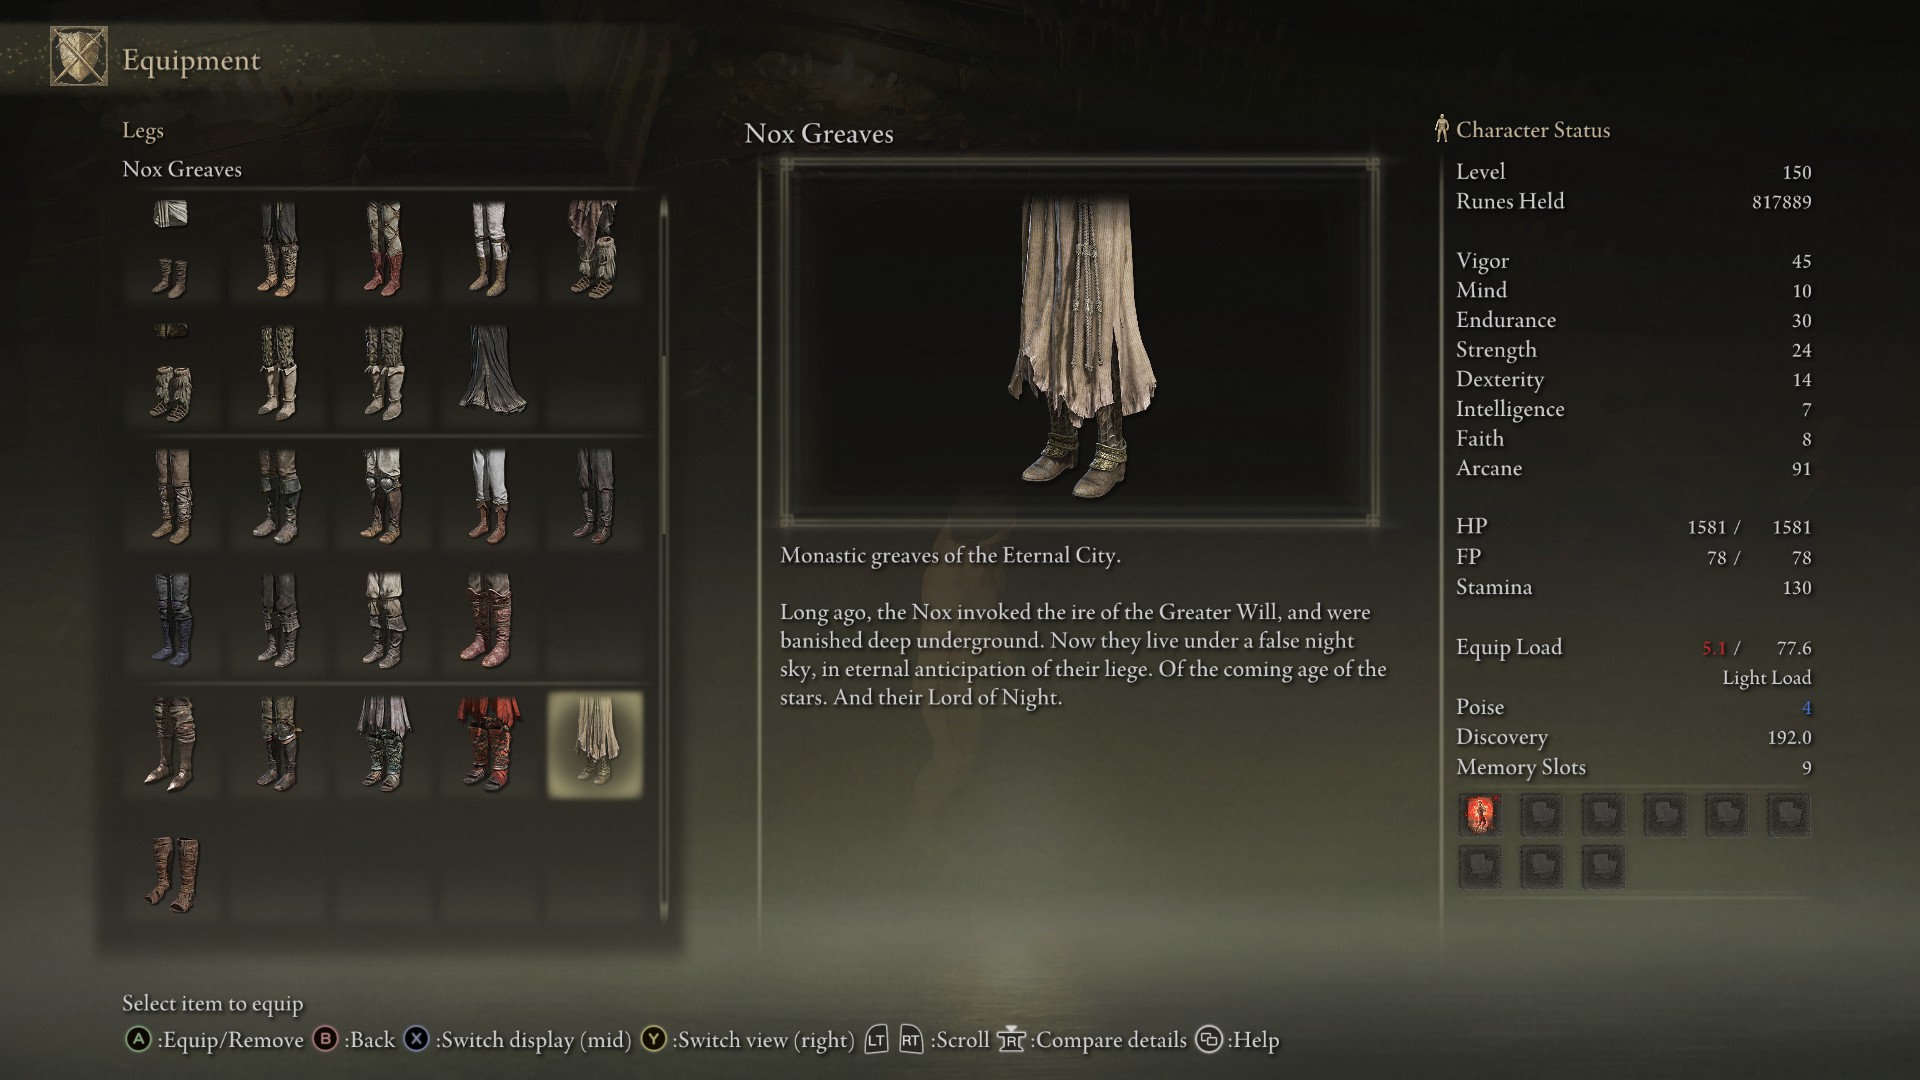 Equipment
Legs
Nox Greaves
Nox Greaves
Monastic greaves of the Eternal City.
Long ago, the Nox invoked the ire of the Greater Will, and were
banished deep underground. Now they live under a false night
sky, in eternal anticipation of their liege. Of the coming age of the
stars. And their Lord of Night.
Character Status
Level 150
Runes Held 817889
Vigor 45
Mind 10
Endurance 30
Strength 24
Dexterity 14
Intelligence 7
Faith 8
Arcane 91
HP 1581 / 1581
FP 78 / 78
Stamina 130
Equip Load 5.1 / 77.6
Light Load
Poise 4
Discovery 192.0
Memory Slots 9
Select item to equip
A :Equip/Remove B :Back X :Switch display (mid) Y :Switch view (right) LT RT :Scroll R :Compare details :Help